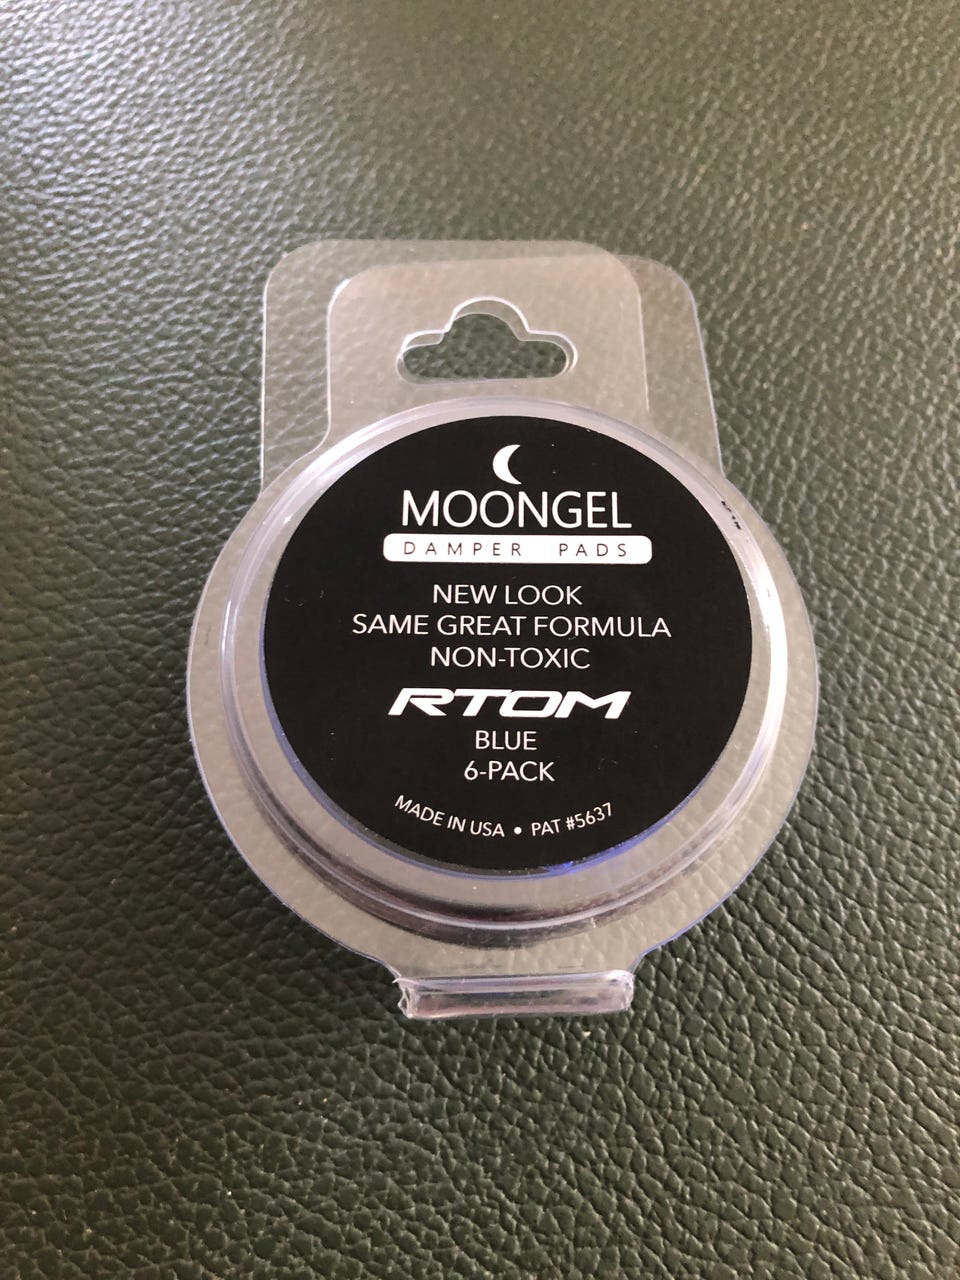 MOONGEL
DAMPER PADS
NEW LOOK
SAME GREAT FORMULA
NON-TOXIC
RTOM
BLUE
6-PACK
MADE IN USA • PAT #5637